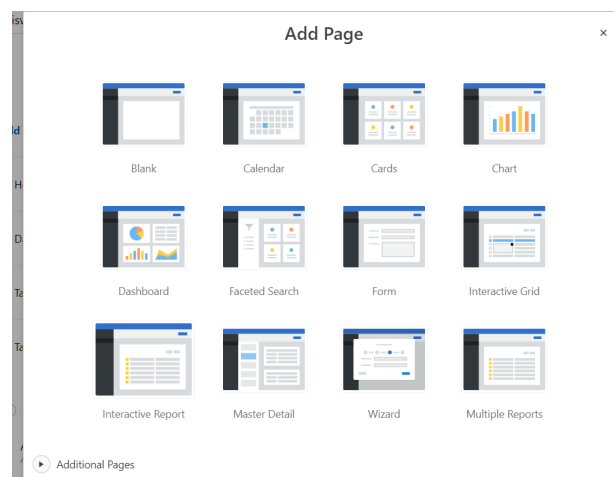 Add Page
×
Blank
Calendar
Cards
Chart
Dashboard
Faceted Search
Form
Interactive Grid
Interactive Report
Master Detail
Wizard
Multiple Reports
Additional Pages